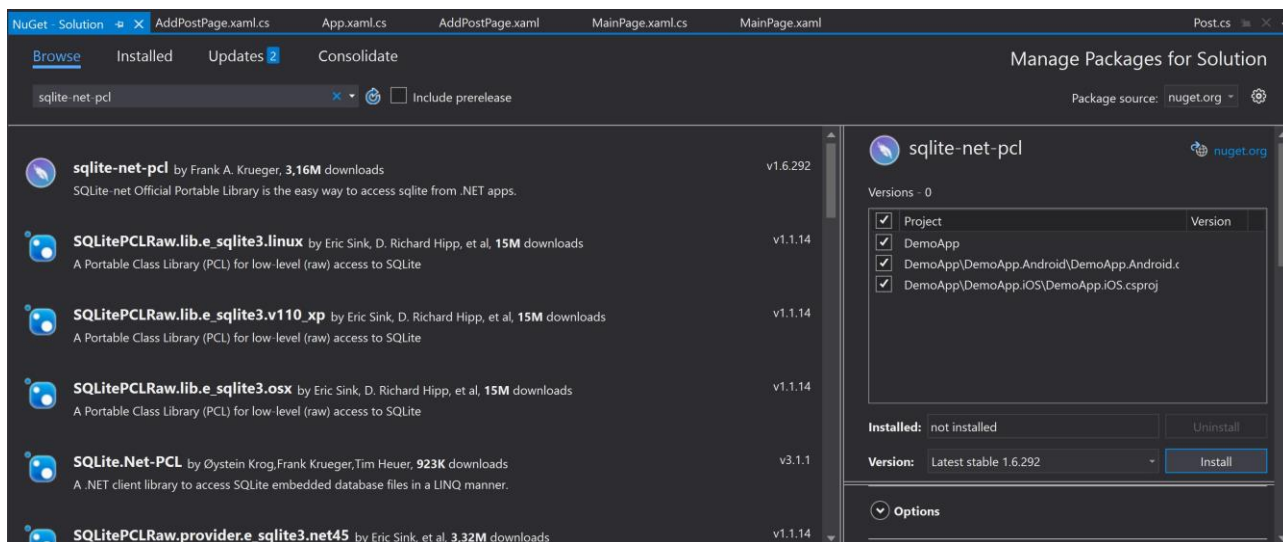 NuGet - Solution AddPostPage.xaml.cs App.xaml.cs AddPostPage.xaml MainPage.xaml.cs MainPage.xaml Post.cs
Browse Installed Updates 2 Consolidate
Manage Packages for Solution
sqlite-net-pcl
Include prerelease
Package source: nuget.org
sqlite-net-pcl by Frank A. Krueger, 3,16M downloads v1.6.292
SQLite-net Official Portable Library is the easy way to access sqlite from .NET apps.
SQLitePCLRaw.lib.e_sqlite3.linux by Eric Sink, D. Richard Hipp, et al, 15M downloads v1.1.14
A Portable Class Library (PCL) for low-level (raw) access to SQLite
SQLitePCLRaw.lib.e_sqlite3.v110_xp by Eric Sink, D. Richard Hipp, et al, 15M downloads v1.1.14
A Portable Class Library (PCL) for low-level (raw) access to SQLite
SQLitePCLRaw.lib.e_sqlite3.osx by Eric Sink, D. Richard Hipp, et al, 15M downloads v1.1.14
A Portable Class Library (PCL) for low-level (raw) access to SQLite
SQLite.Net-PCL by Øystein Krog,Frank Krueger,Tim Heuer, 923K downloads v3.1.1
A .NET client library to access SQLite embedded database files in a LINQ manner.
SQLitePCLRaw.provider.e_sqlite3.net45 by Eric Sink, et al, 3,32M downloads v1.1.14
sqlite-net-pcl
nuget.org
Versions - 0
Project Version
DemoApp
DemoApp\DemoApp.Android\DemoApp.Android.c
DemoApp\DemoApp.iOS\DemoApp.iOS.csproj
Installed: not installed Uninstall
Version: Latest stable 1.6.292 Install
Options